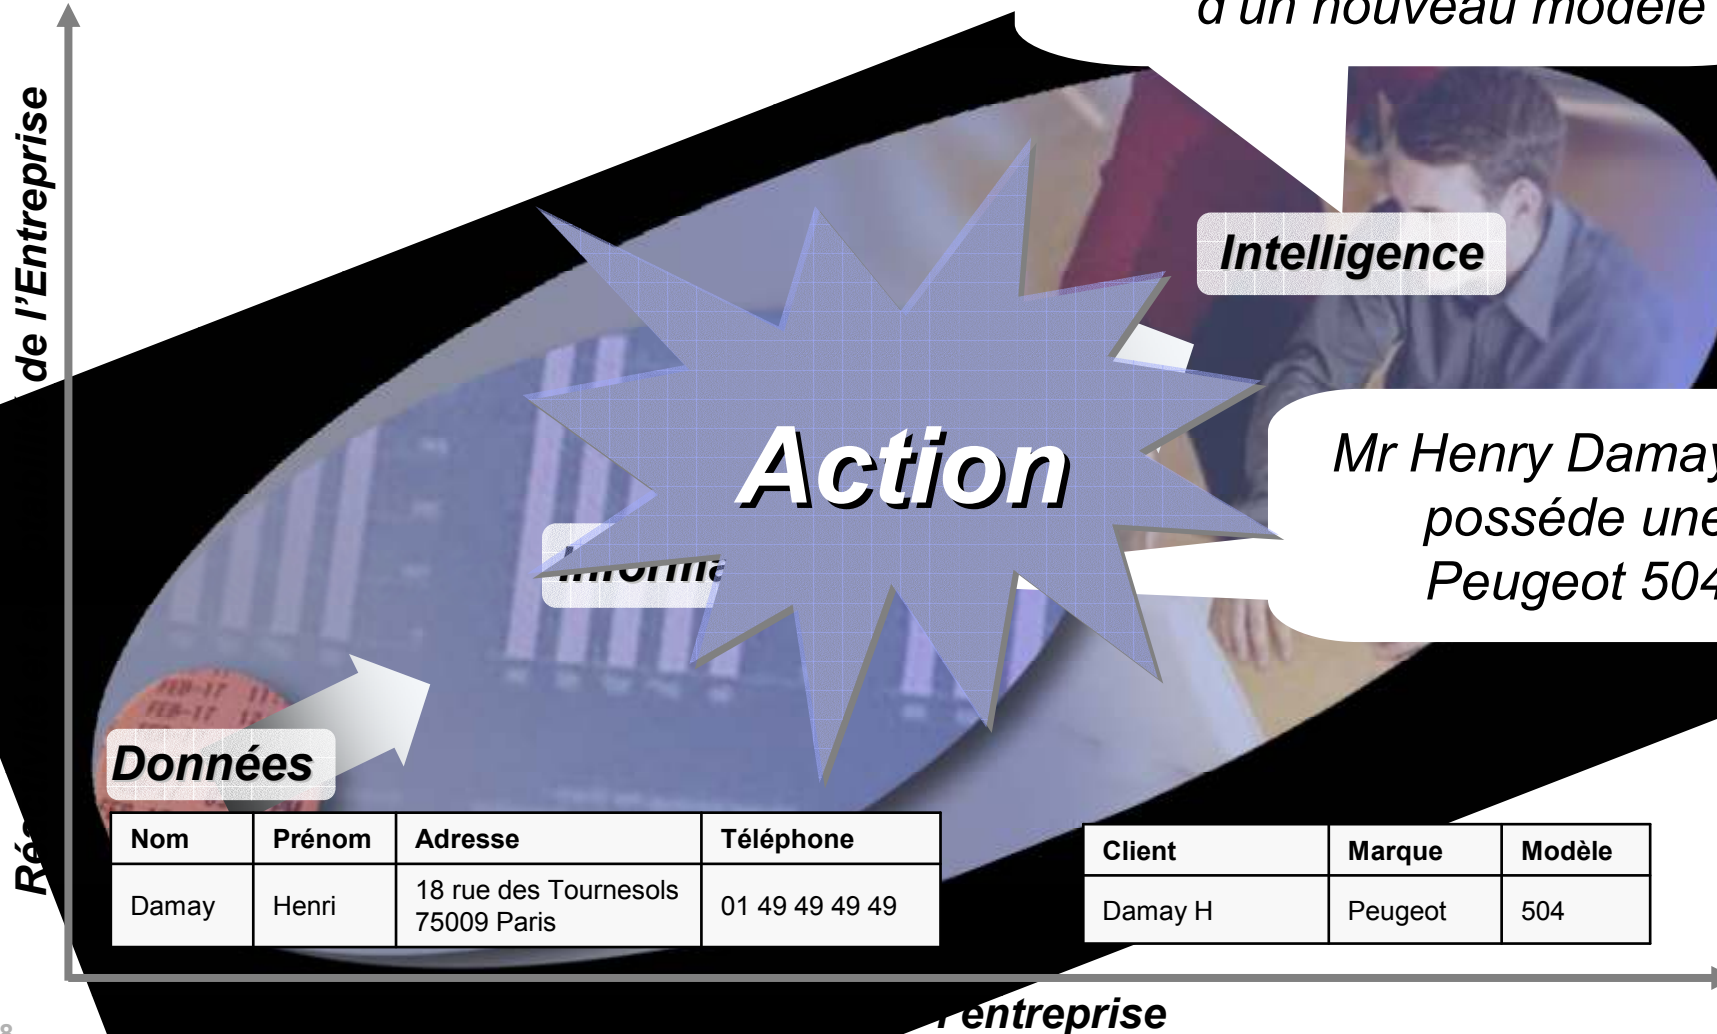 d'un nouveau modèle
de l'Entreprise
Intelligence
Mr Henry Damay
posséde une
Peugeot 504
Action
Données
Nom Prénom Adresse Téléphone
Damay Henri 18 rue des Tournesols 01 49 49 49 49
75009 Paris
Client Marque Modèle
Damay H Peugeot 504
l'entreprise
8